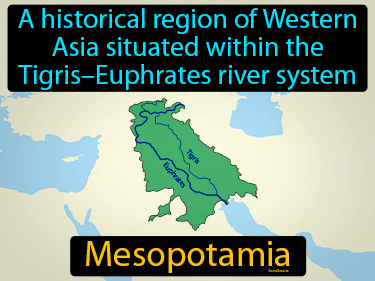 A historical region of Western
Asia situated within the
Tigris–Euphrates river system
Tigris
Euphrates
Mesopotamia